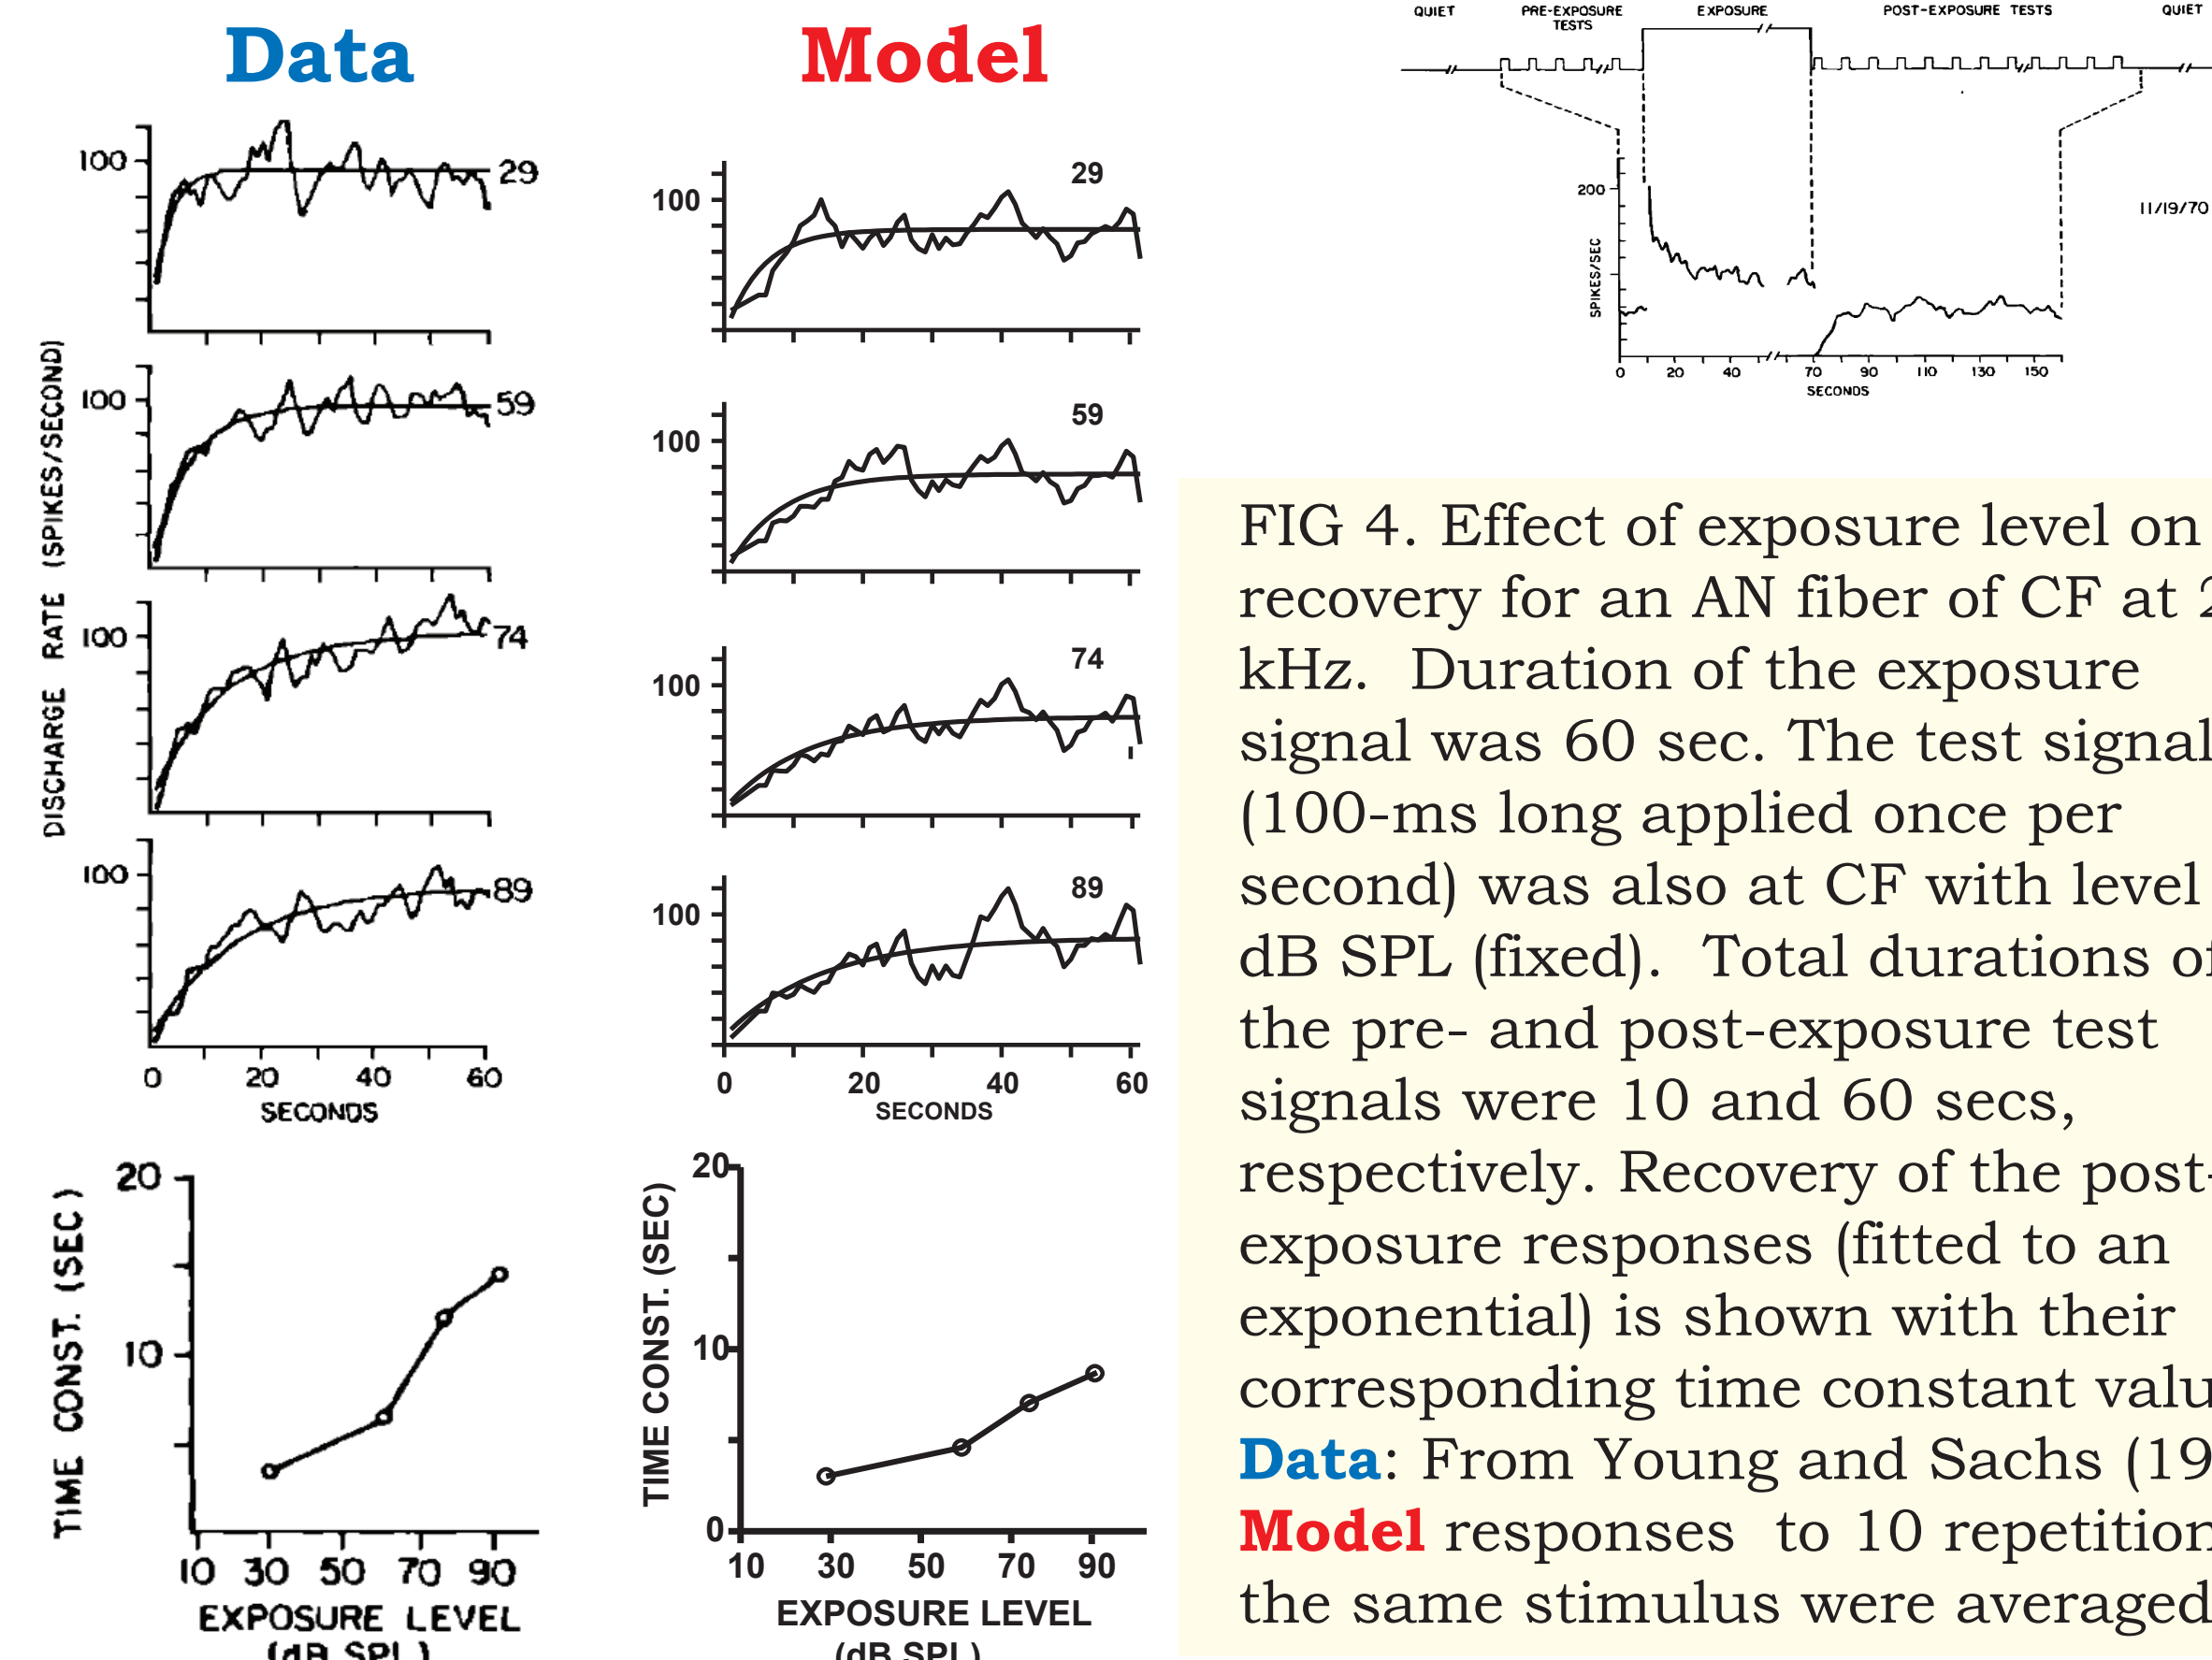 Data
Model
QUIET PRE-EXPOSURE EXPOSURE POST-EXPOSURE TESTS QUIET
TESTS
200
SPIKES/SEC
11/19/70
0 20 40 70 90 110 130 150
SECONDS
DISCHARGE RATE (SPIKES/SECOND)
100 29
100 59
100 74
100 89
0 20 40 60
SECONDS
100 29
100 59
100 74
100 89
0 20 40 60
SECONDS
TIME CONST. (SEC)
20
10
10 30 50 70 90
EXPOSURE LEVEL
(dB SPL)
TIME CONST. (SEC)
20
10
0
10 30 50 70 90
EXPOSURE LEVEL
(dB SPL)
FIG 4. Effect of exposure level on
recovery for an AN fiber of CF at
kHz. Duration of the exposure
signal was 60 sec. The test signal
(100-ms long applied once per
second) was also at CF with level
dB SPL (fixed). Total durations of
the pre- and post-exposure test
signals were 10 and 60 secs,
respectively. Recovery of the post-
exposure responses (fitted to an
exponential) is shown with their
corresponding time constant valu
Data: From Young and Sachs (19
Model responses to 10 repetition
the same stimulus were averaged